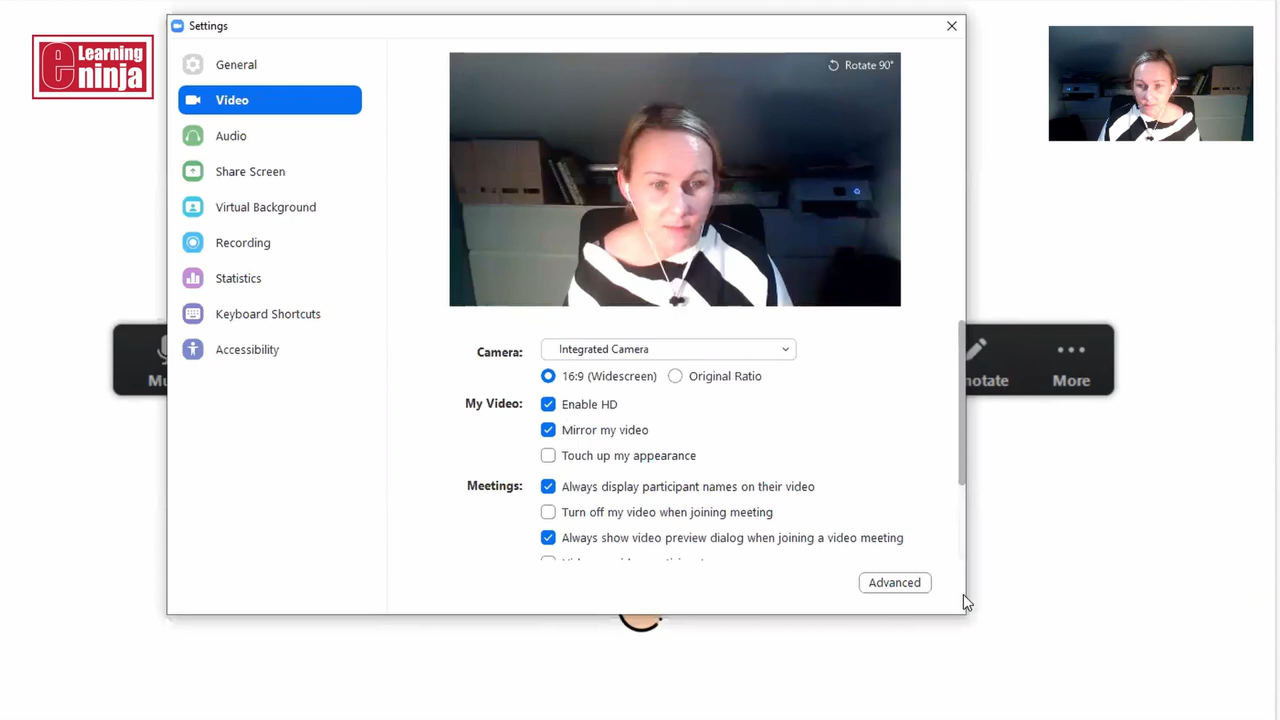 Settings
e Learning
ninja
Rotate 90°
General
Video
Audio
Share Screen
Virtual Background
Recording
Statistics
Keyboard Shortcuts
Accessibility
Camera:
Integrated Camera
16:9 (Widescreen)
Original Ratio
My Video:
Enable HD
Mirror my video
Touch up my appearance
Meetings:
Always display participant names on their video
Turn off my video when joining meeting
Always show video preview dialog when joining a video meeting
Advanced
Mu
notate
More